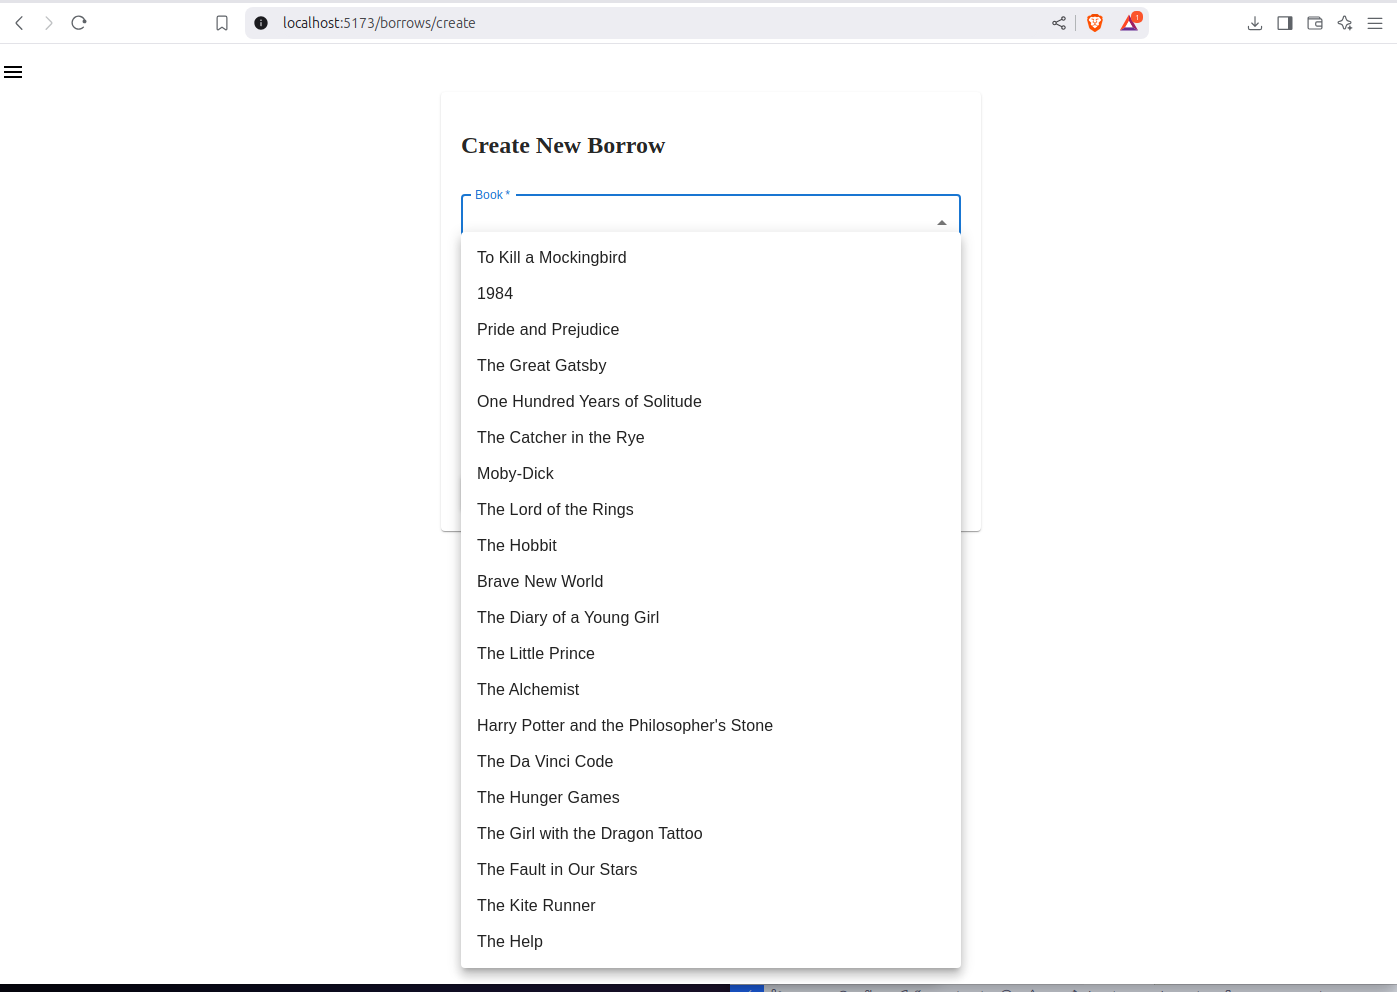 localhost:5173/borrows/create
1
Create New Borrow
Book *
To Kill a Mockingbird
1984
Pride and Prejudice
The Great Gatsby
One Hundred Years of Solitude
The Catcher in the Rye
Moby-Dick
The Lord of the Rings
The Hobbit
Brave New World
The Diary of a Young Girl
The Little Prince
The Alchemist
Harry Potter and the Philosopher's Stone
The Da Vinci Code
The Hunger Games
The Girl with the Dragon Tattoo
The Fault in Our Stars
The Kite Runner
The Help